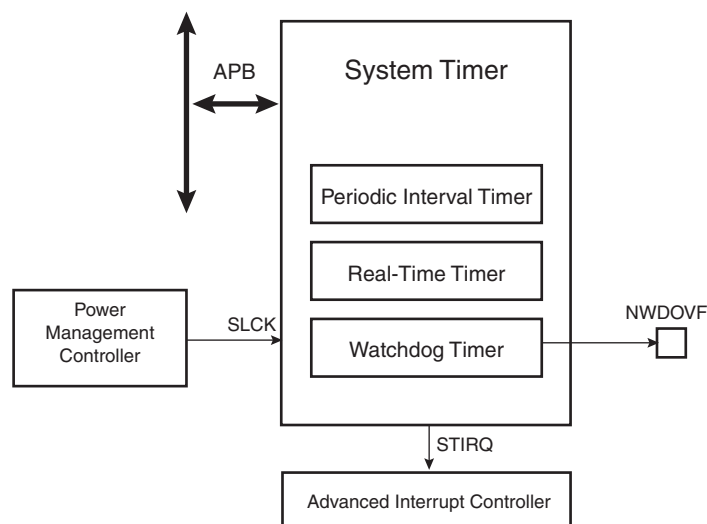 System Timer
APB
Periodic Interval Timer
Real-Time Timer
Power
Management
Controller
SLCK
Watchdog Timer
NWDOVF
STIRQ
Advanced Interrupt Controller